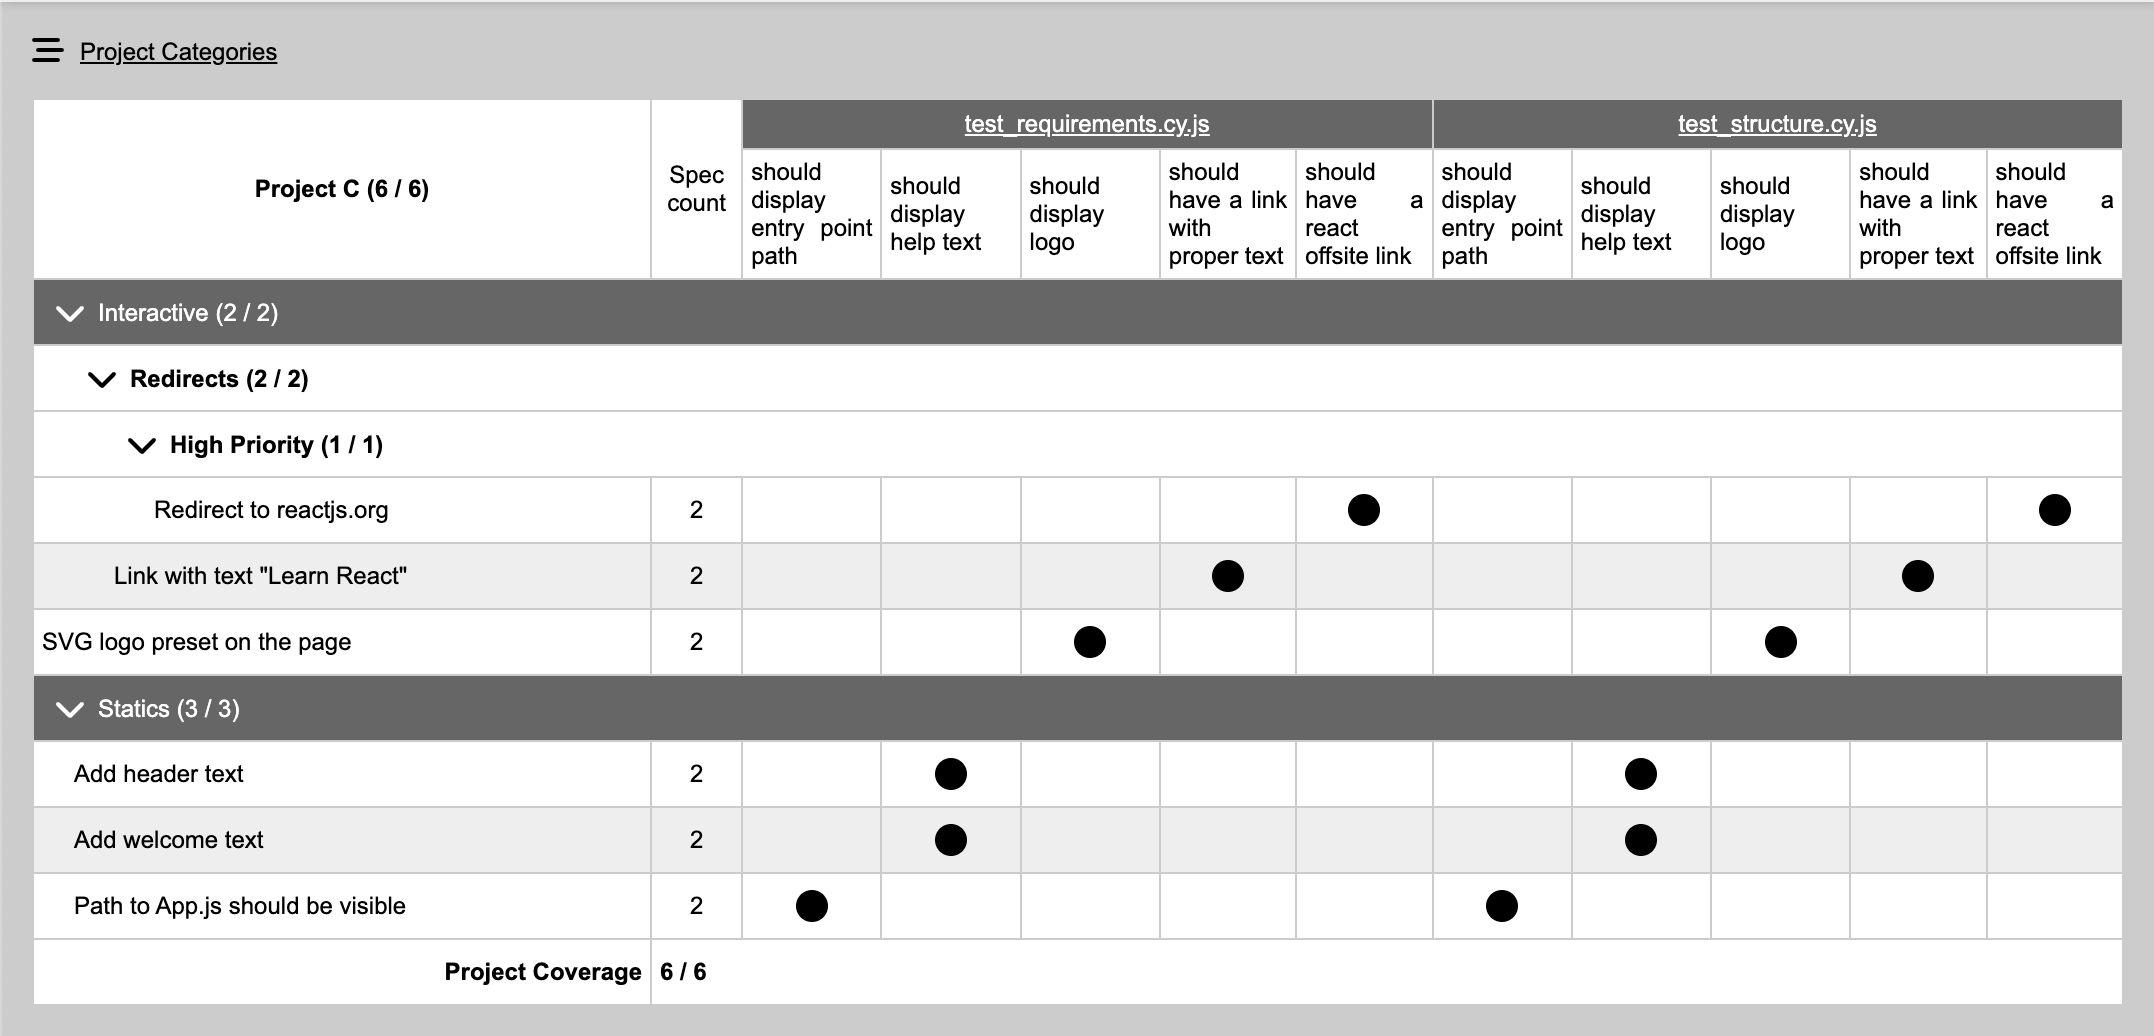 Project Categories
Project C (6 / 6)
Spec
count
test_requirements.cy.js
test_structure.cy.js
should
display
entry point
path
should
display
help text
should
display
logo
should
have a link
with
proper text
should
have a
react
offsite link
should
display
entry point
path
should
display
help text
should
display
logo
should
have a link
with
proper text
should
have a
react
offsite link
Interactive (2 / 2)
Redirects (2 / 2)
High Priority (1 / 1)
Redirect to reactjs.org 2
Link with text "Learn React" 2
SVG logo preset on the page 2
Statics (3 / 3)
Add header text 2
Add welcome text 2
Path to App.js should be visible 2
Project Coverage 6 / 6